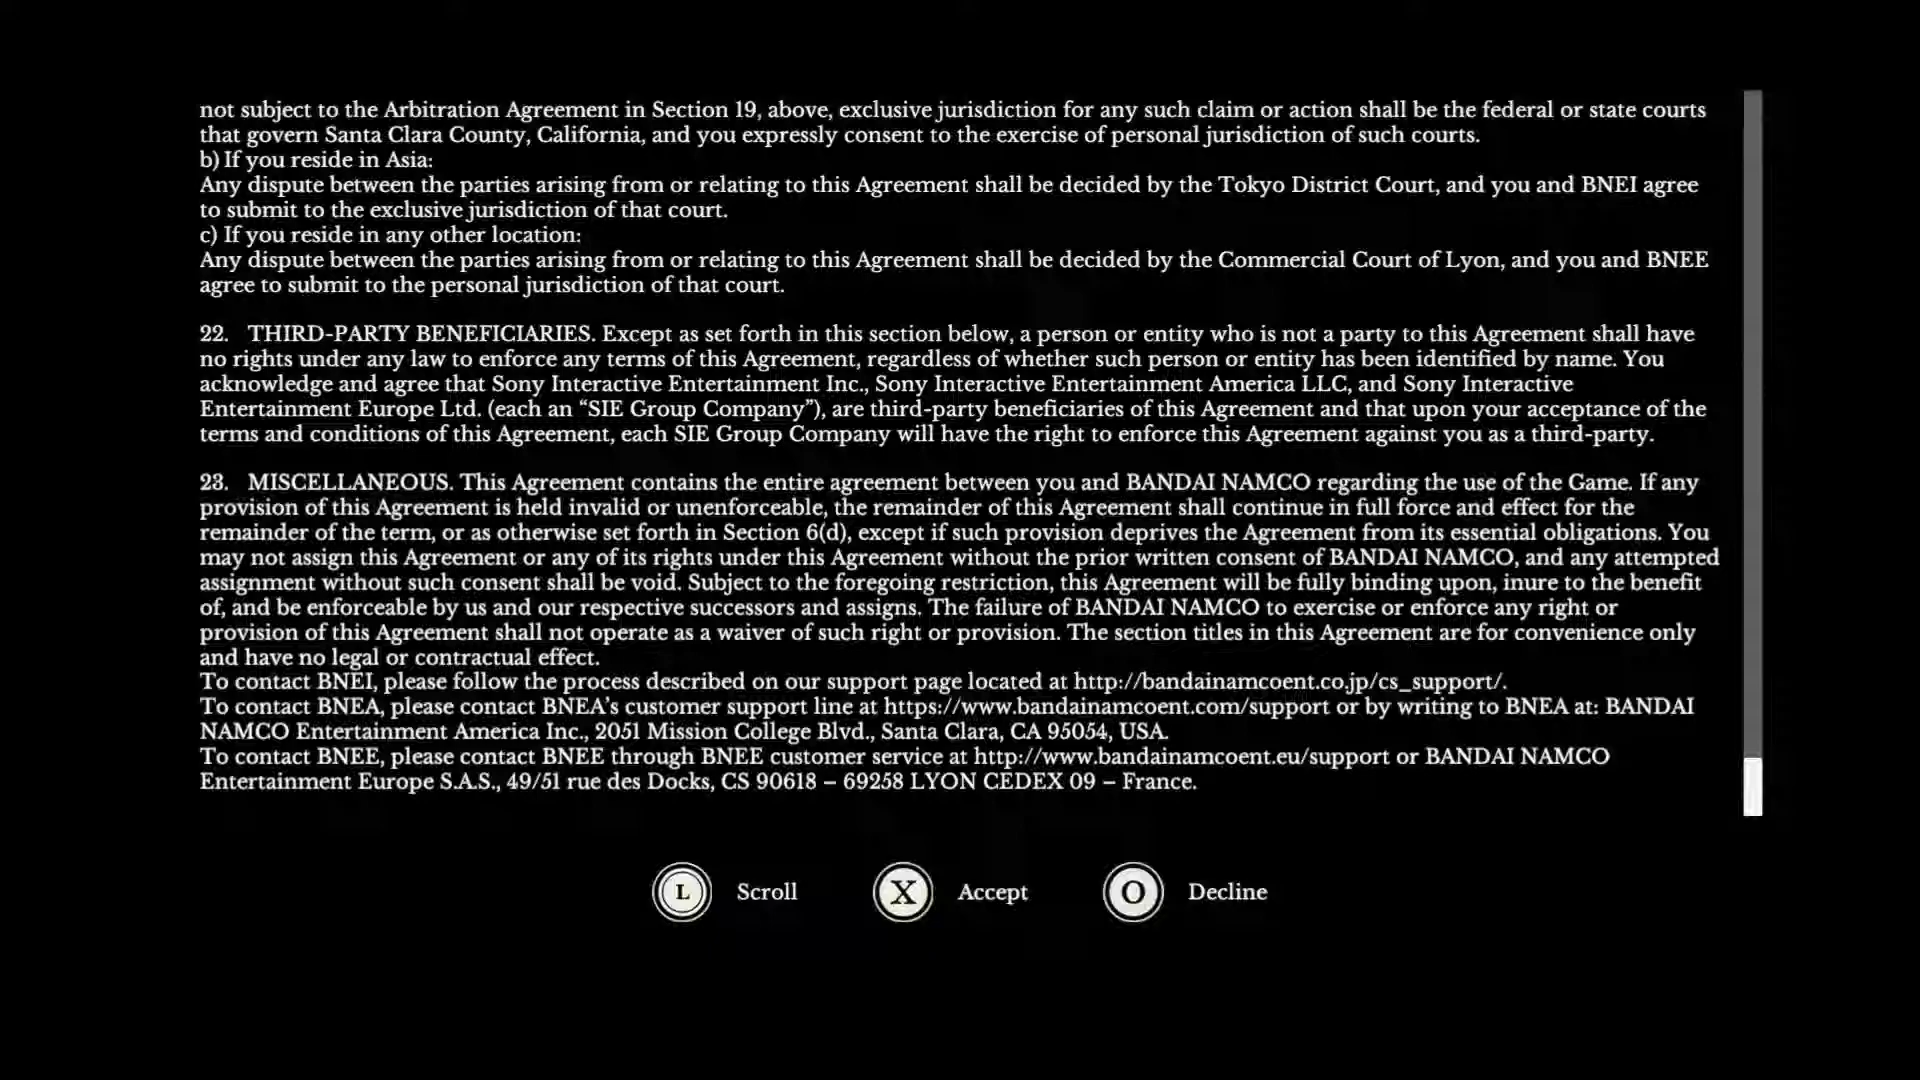 not subject to the Arbitration Agreement in Section 19, above, exclusive jurisdiction for any such claim or action shall be the federal or state courts
that govern Santa Clara County, California, and you expressly consent to the exercise of personal jurisdiction of such courts.
b) If you reside in Asia:
Any dispute between the parties arising from or relating to this Agreement shall be decided by the Tokyo District Court, and you and BNEI agree
to submit to the exclusive jurisdiction of that court.
c) If you reside in any other location:
Any dispute between the parties arising from or relating to this Agreement shall be decided by the Commercial Court of Lyon, and you and BNEE
agree to submit to the personal jurisdiction of that court.
22. THIRD-PARTY BENEFICIARIES. Except as set forth in this section below, a person or entity who is not a party to this Agreement shall have
no rights under any law to enforce any terms of this Agreement, regardless of whether such person or entity has been identified by name. You
acknowledge and agree that Sony Interactive Entertainment Inc., Sony Interactive Entertainment America LLC, and Sony Interactive
Entertainment Europe Ltd. (each an “SIE Group Company”), are third-party beneficiaries of this Agreement and that upon your acceptance of the
terms and conditions of this Agreement, each SIE Group Company will have the right to enforce this Agreement against you as a third-party.
23. MISCELLANEOUS. This Agreement contains the entire agreement between you and BANDAI NAMCO regarding the use of the Game. If any
provision of this Agreement is held invalid or unenforceable, the remainder of this Agreement shall continue in full force and effect for the
remainder of the term, or as otherwise set forth in Section 6(d), except if such provision deprives the Agreement from its essential obligations. You
may not assign this Agreement or any of its rights under this Agreement without the prior written consent of BANDAI NAMCO, and any attempted
assignment without such consent shall be void. Subject to the foregoing restriction, this Agreement will be fully binding upon, inure to the benefit
of, and be enforceable by us and our respective successors and assigns. The failure of BANDAI NAMCO to exercise or enforce any right or
provision of this Agreement shall not operate as a waiver of such right or provision. The section titles in this Agreement are for convenience only
and have no legal or contractual effect.
To contact BNEI, please follow the process described on our support page located at http://bandainamcoent.co.jp/cs_support/.
To contact BNEA, please contact BNEA’s customer support line at https://www.bandainamcoent.com/support or by writing to BNEA at: BANDAI
NAMCO Entertainment America Inc., 2051 Mission College Blvd., Santa Clara, CA 95054, USA.
To contact BNEE, please contact BNEE through BNEE customer service at http://www.bandainamcoent.eu/support or BANDAI NAMCO
Entertainment Europe S.A.S., 49/51 rue des Docks, CS 90618 – 69258 LYON CEDEX 09 – France.
L Scroll X Accept O Decline